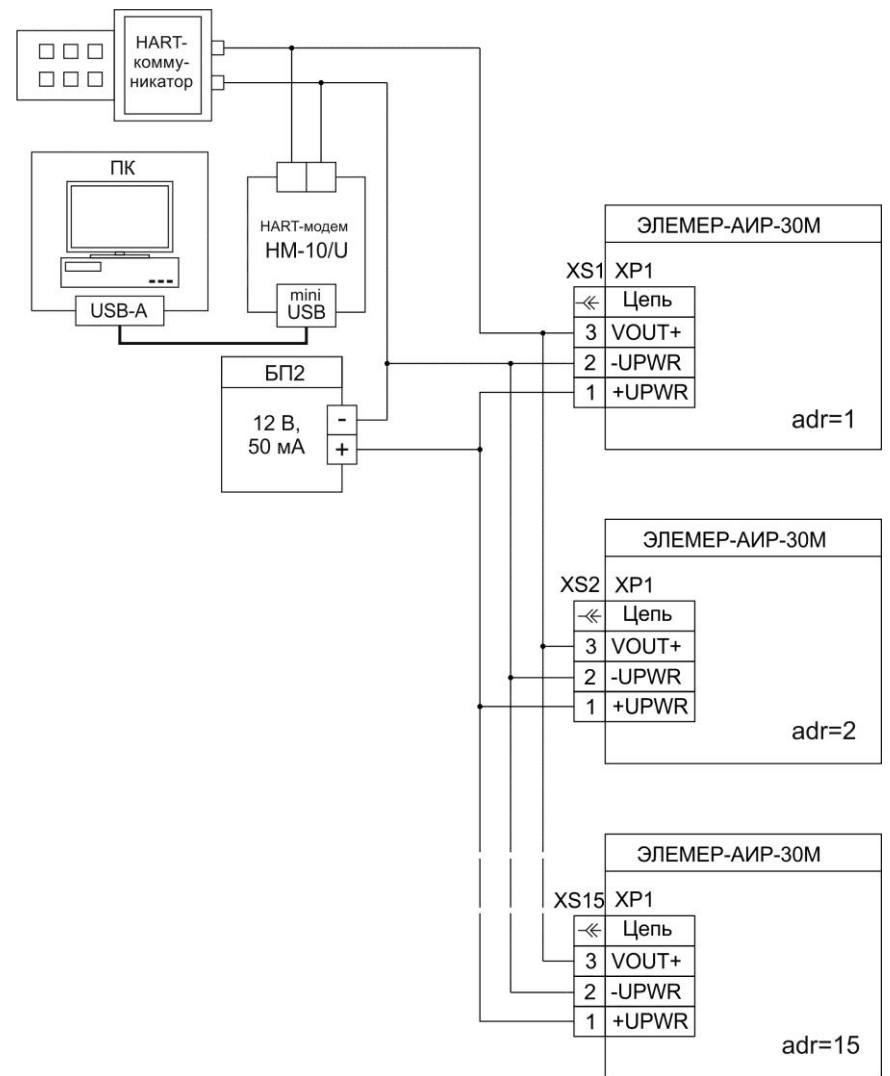 HART-
комму-
никатор
ПК
USB-A
HART-модем
HM-10/U
mini
USB
БП2
12 В,
50 мА
-
+
ЭЛЕМЕР-АИР-30М
XS1 XP1
Цепь
3 VOUT+
2 -UPWR
1 +UPWR
adr=1
ЭЛЕМЕР-АИР-30М
XS2 XP1
Цепь
3 VOUT+
2 -UPWR
1 +UPWR
adr=2
ЭЛЕМЕР-АИР-30М
XS15 XP1
Цепь
3 VOUT+
2 -UPWR
1 +UPWR
adr=15